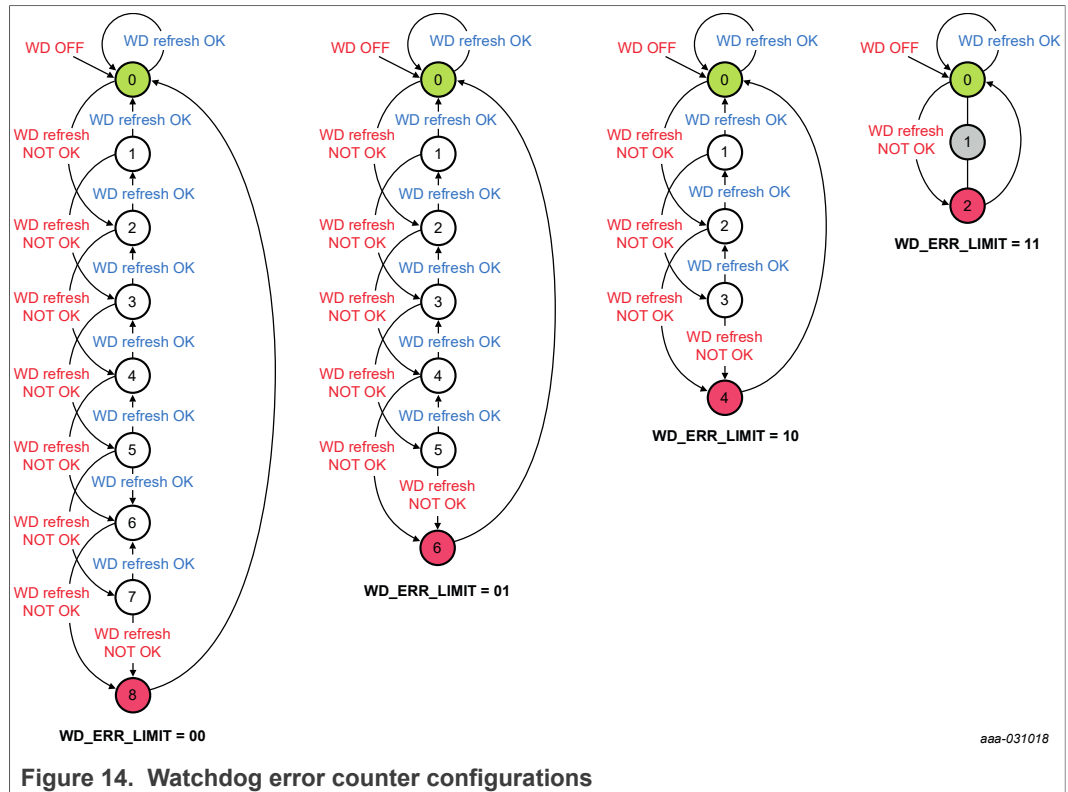 WD OFF
WD refresh OK
0
WD refresh OK
WD refresh
NOT OK
1
WD refresh OK
2
WD refresh
NOT OK
WD refresh OK
3
WD refresh
NOT OK
WD refresh OK
4
WD refresh
NOT OK
WD refresh OK
5
WD refresh
NOT OK
WD refresh OK
6
WD refresh
NOT OK
WD refresh OK
7
WD refresh
NOT OK
WD refresh
NOT OK
8
WD_ERR_LIMIT = 00
WD OFF
WD refresh OK
0
WD refresh OK
WD refresh
NOT OK
1
WD refresh OK
2
WD refresh
NOT OK
WD refresh OK
3
WD refresh
NOT OK
WD refresh OK
4
WD refresh
NOT OK
WD refresh OK
5
WD refresh
NOT OK
WD refresh
NOT OK
6
WD_ERR_LIMIT = 01
WD OFF
WD refresh OK
0
WD refresh OK
WD refresh
NOT OK
1
WD refresh OK
2
WD refresh
NOT OK
WD refresh OK
3
WD refresh
NOT OK
WD refresh
NOT OK
4
WD_ERR_LIMIT = 10
WD OFF
WD refresh OK
0
WD refresh
NOT OK
1
2
WD_ERR_LIMIT = 11
aaa-031018
Figure 14. Watchdog error counter configurations